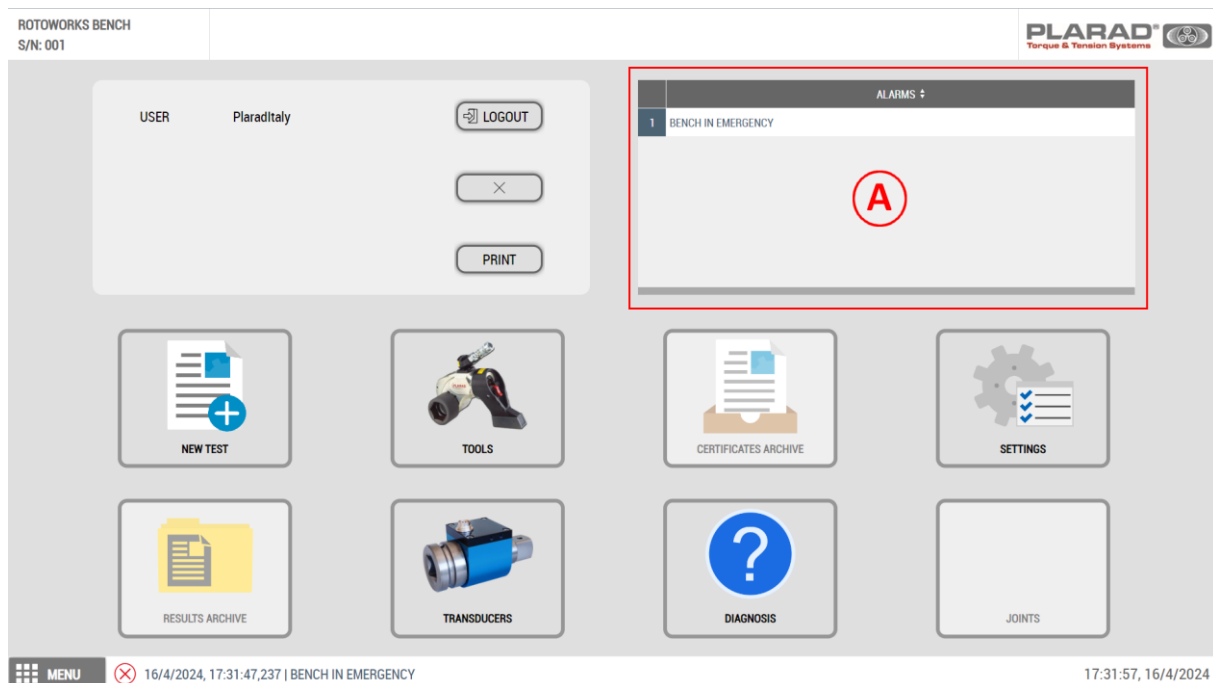 ROTOWORKS BENCH
S/N: 001
PLARAD®
Torque & Tension Systems
USER PlaradItaly
LOGOUT
PRINT
ALARMS
1 BENCH IN EMERGENCY
A
NEW TEST
TOOLS
CERTIFICATES ARCHIVE
SETTINGS
RESULTS ARCHIVE
TRANSDUCERS
?
DIAGNOSIS
JOINTS
MENU
16/4/2024, 17:31:47,237 | BENCH IN EMERGENCY
17:31:57, 16/4/2024